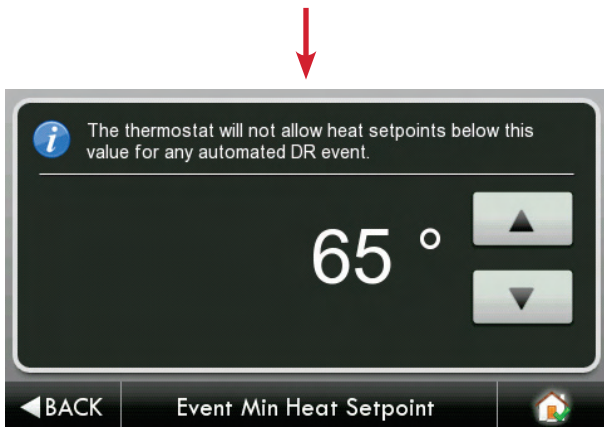 The thermostat will not allow heat setpoints below this
value for any automated DR event.
65 °
BACK
Event Min Heat Setpoint